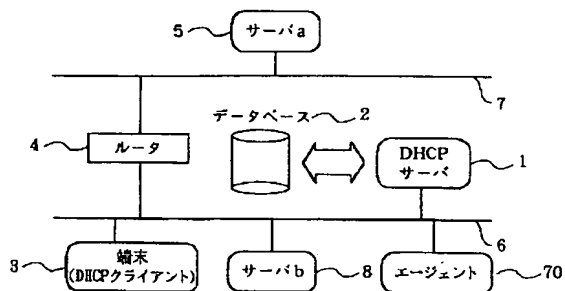 5
サーバa
7
データベース
2
4
ルータ
DHCP
サーバ
1
6
3
端末
(DHCPクライアント)
サーバb
8
エージェント
70